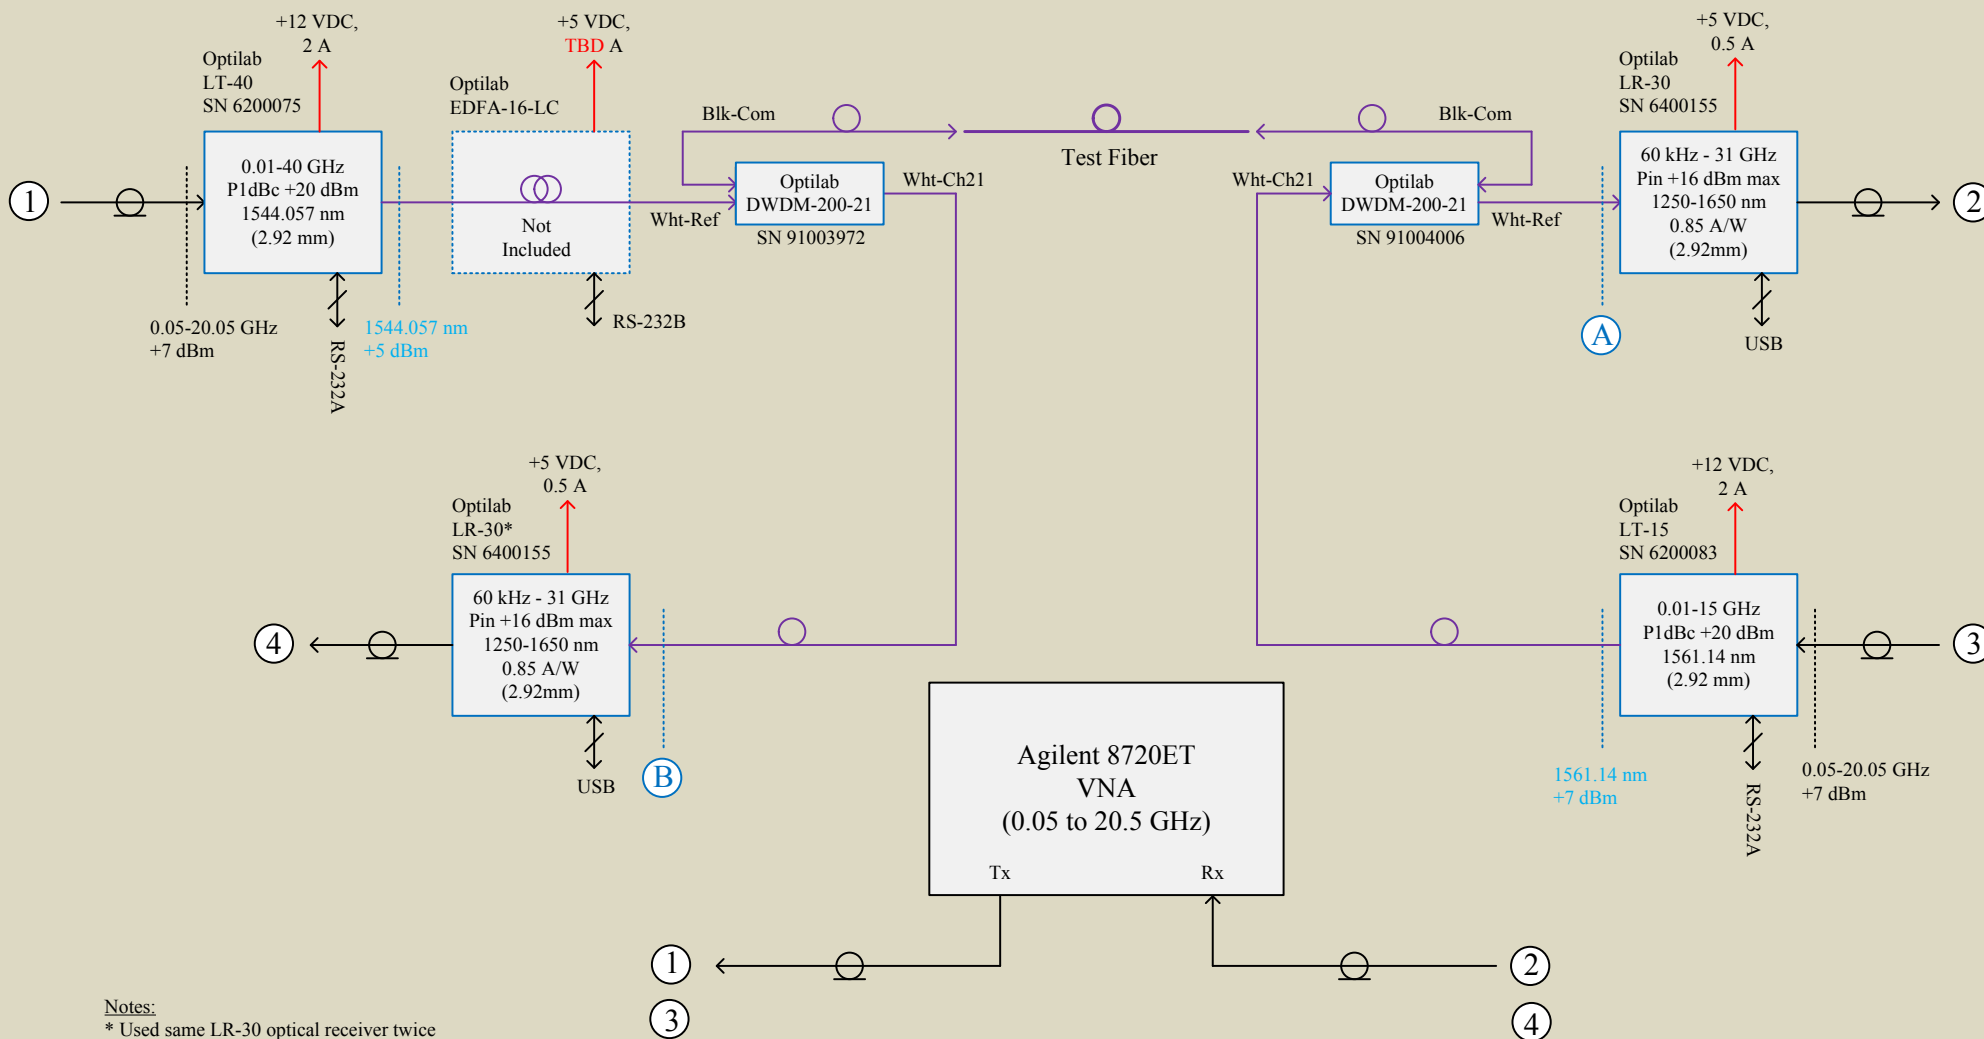 +12 VDC,
2 A
Optilab
LT-40
SN 6200075
0.01-40 GHz
P1dBc +20 dBm
1544.057 nm
(2.92 mm)
1
0.05-20.05 GHz
+7 dBm
RS-232A
1544.057 nm
+5 dBm
+5 VDC,
TBD A
Optilab
EDFA-16-LC
Not
Included
RS-232B
Blk-Com
Wht-Ref
Optilab
DWDM-200-21
SN 91003972
Wht-Ch21
Test Fiber
Blk-Com
Wht-Ch21
Optilab
DWDM-200-21
SN 91004006
Wht-Ref
A
+5 VDC,
0.5 A
Optilab
LR-30
SN 6400155
60 kHz - 31 GHz
Pin +16 dBm max
1250-1650 nm
0.85 A/W
(2.92mm)
2
USB
+5 VDC,
0.5 A
Optilab
LR-30*
SN 6400155
60 kHz - 31 GHz
Pin +16 dBm max
1250-1650 nm
0.85 A/W
(2.92mm)
4
USB
B
+12 VDC,
2 A
Optilab
LT-15
SN 6200083
0.01-15 GHz
P1dBc +20 dBm
1561.14 nm
(2.92 mm)
3
1561.14 nm
+7 dBm
RS-232A
0.05-20.05 GHz
+7 dBm
Agilent 8720ET
VNA
(0.05 to 20.5 GHz)
Tx
Rx
1
2
3
4
Notes:
* Used same LR-30 optical receiver twice